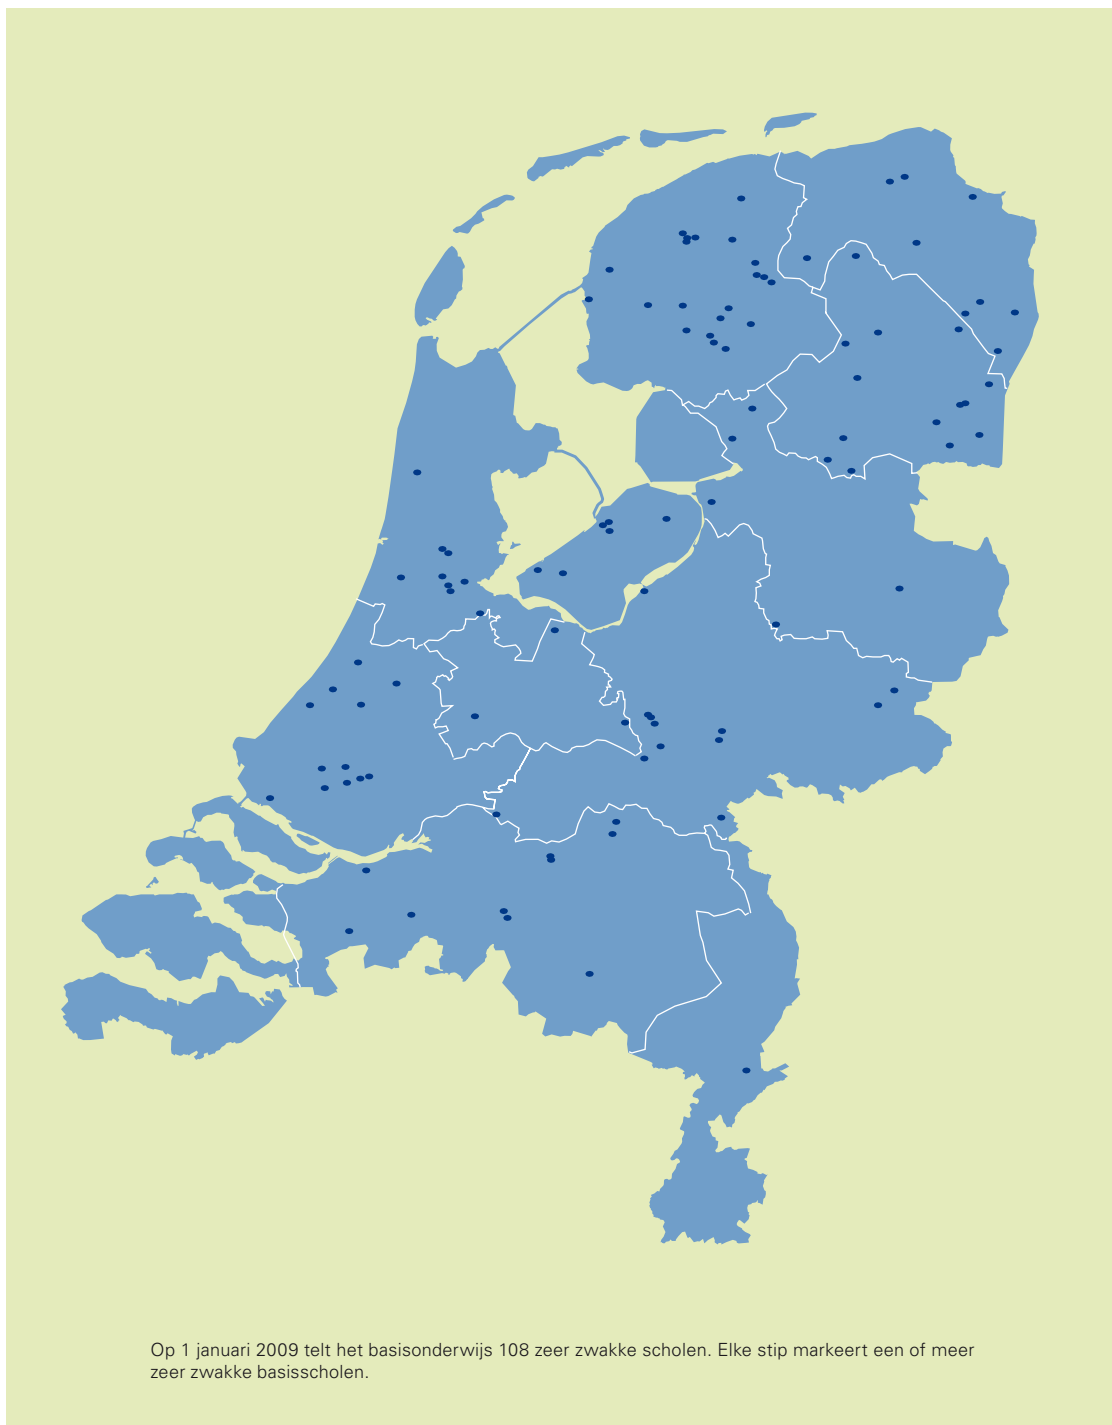 Op 1 januari 2009 telt het basisonderwijs 108 zeer zwakke scholen. Elke stip markeert een of meer
zeer zwakke basisscholen.